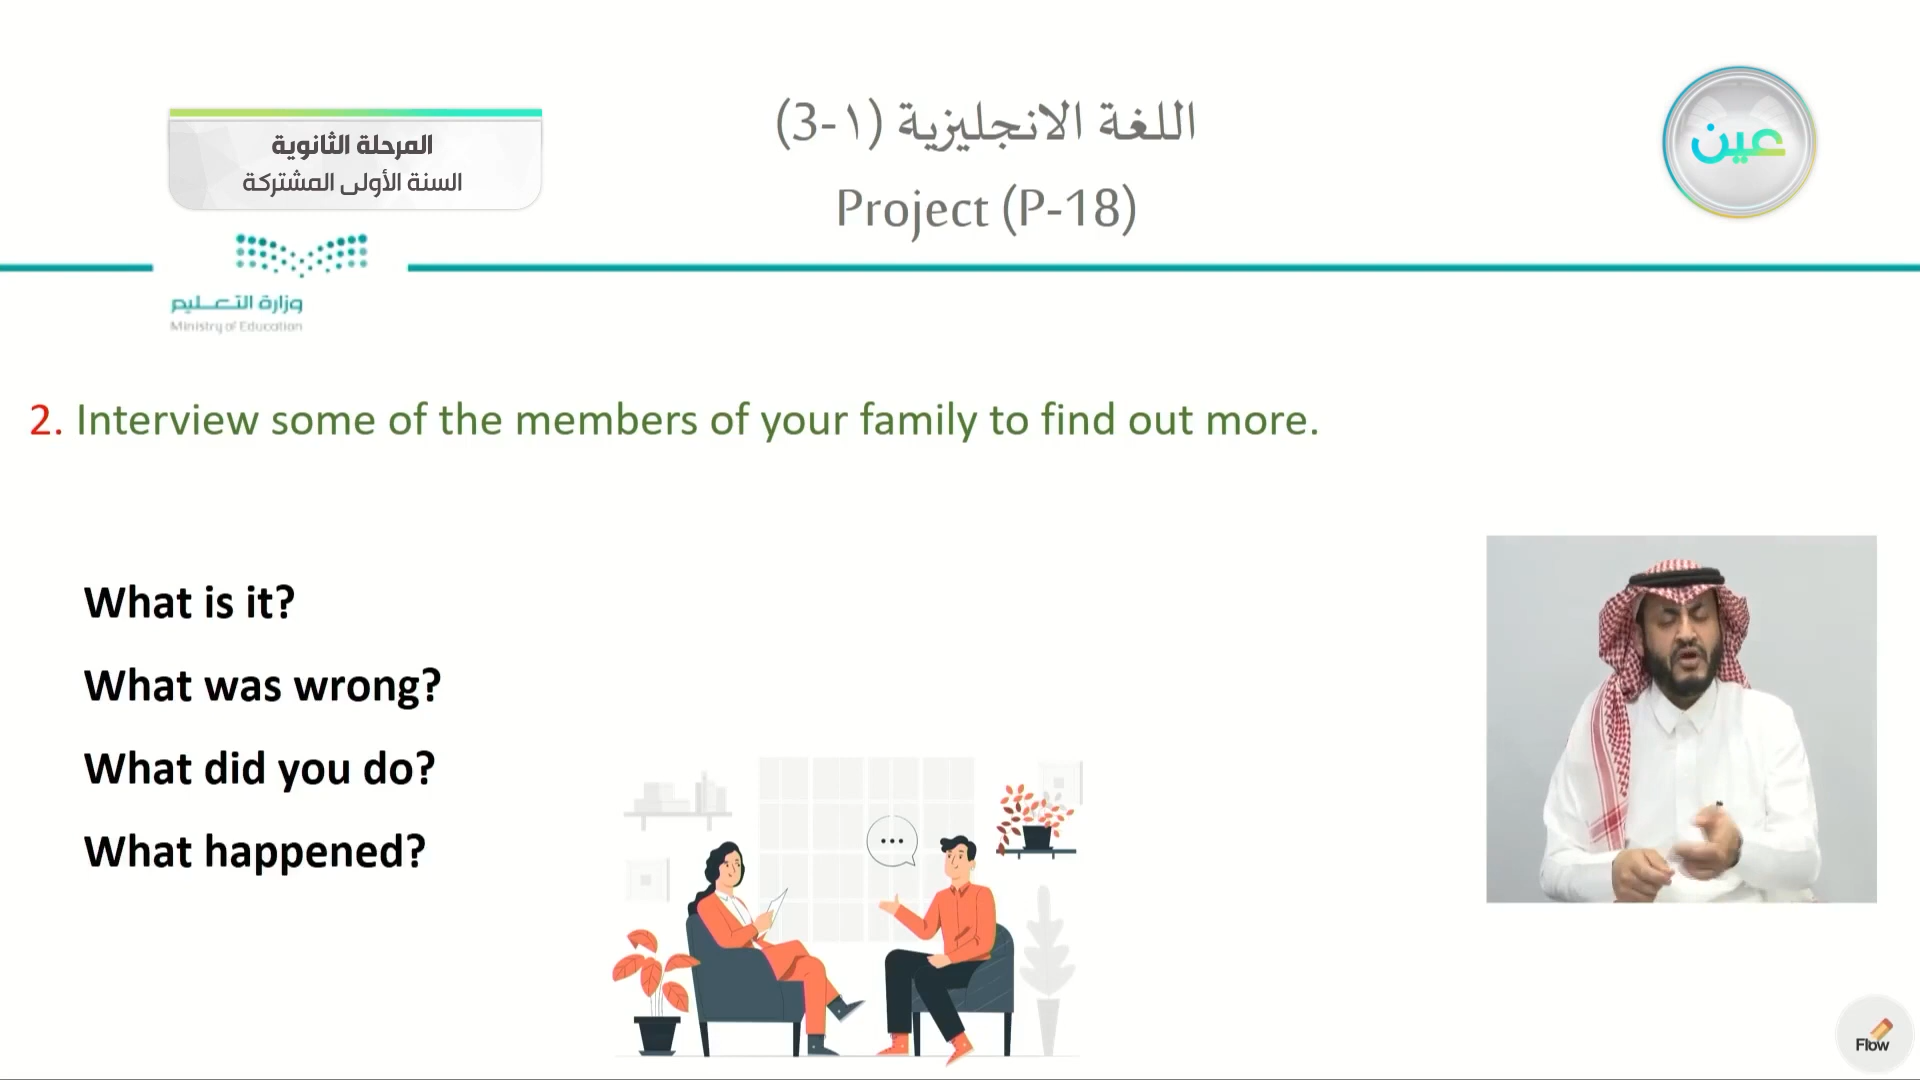 اللغة الانجليزية (١-3)
Project (P-18)
المرحلة الثانوية
السنة الأولى المشتركة
عين
وزارة التعليم
Ministry of Education
2. Interview some of the members of your family to find out more.
What is it?
What was wrong?
What did you do?
What happened?
Flow